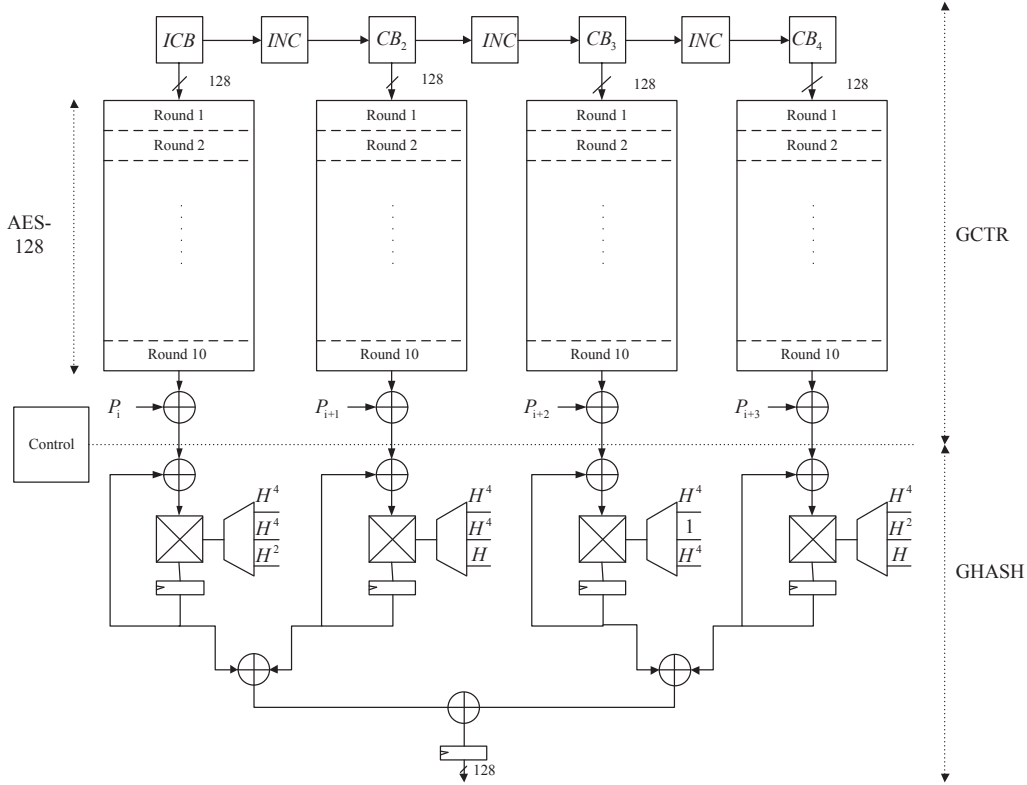 ICB INC CB₂ INC CB₃ INC CB₄
128 128 128 128
Round 1 Round 1 Round 1 Round 1
Round 2 Round 2 Round 2 Round 2
AES-
128
GCTR
Round 10 Round 10 Round 10 Round 10
Pᵢ Pᵢ₊₁ Pᵢ₊₂ Pᵢ₊₃
Control
H⁴ H⁴ H⁴ H⁴
H⁴ H⁴ 1 H²
H² H H⁴ H
GHASH
128